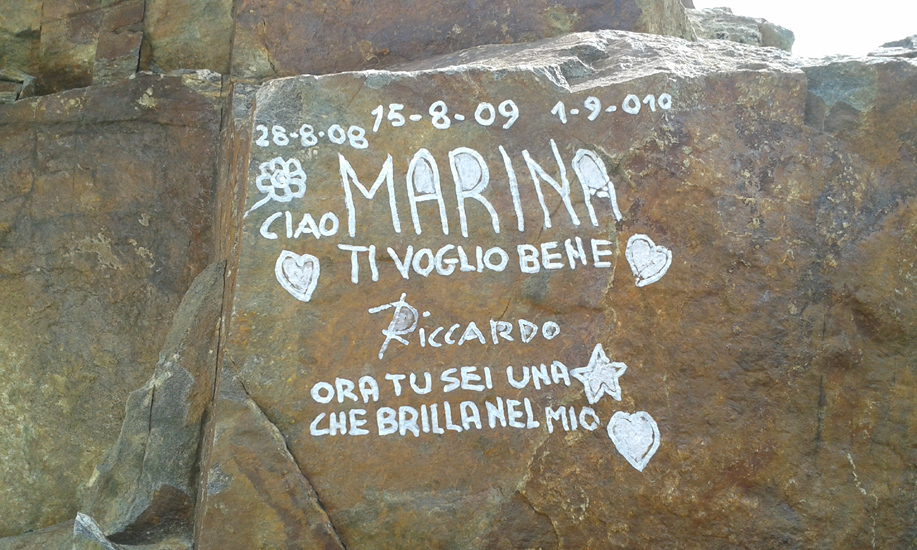 28-8-08 15-8-09 1-9-010
CIAO MARINA
TI VOGLIO BENE
RICCARDO
ORA TU SEI UNA
CHE BRILLA NEL MIO